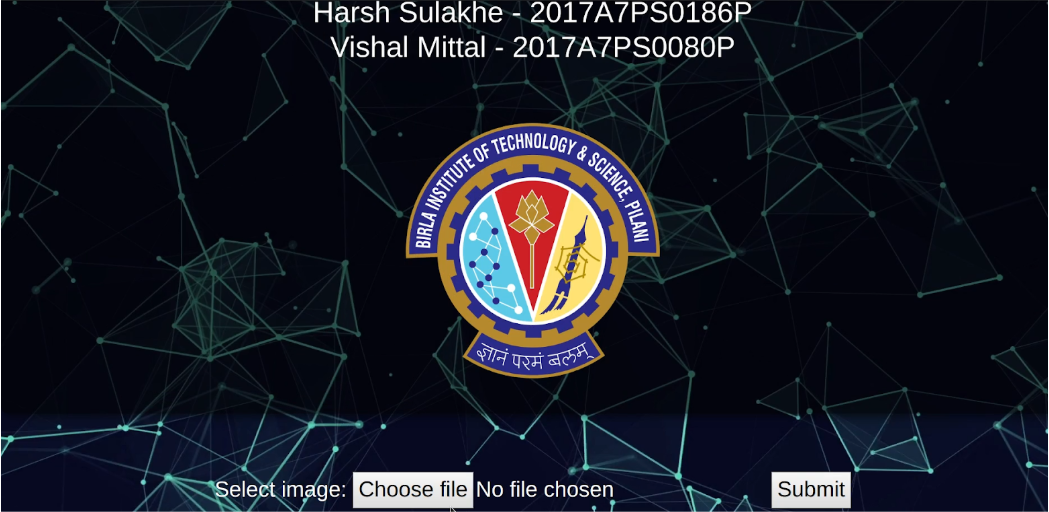 Harsh Sulakhe - 2017A7PS0186P
Vishal Mittal - 2017A7PS0080P
BIRLA INSTITUTE OF TECHNOLOGY & SCIENCE, PILANI
ज्ञानं परमं बलम्
Select image: Choose file No file chosen Submit